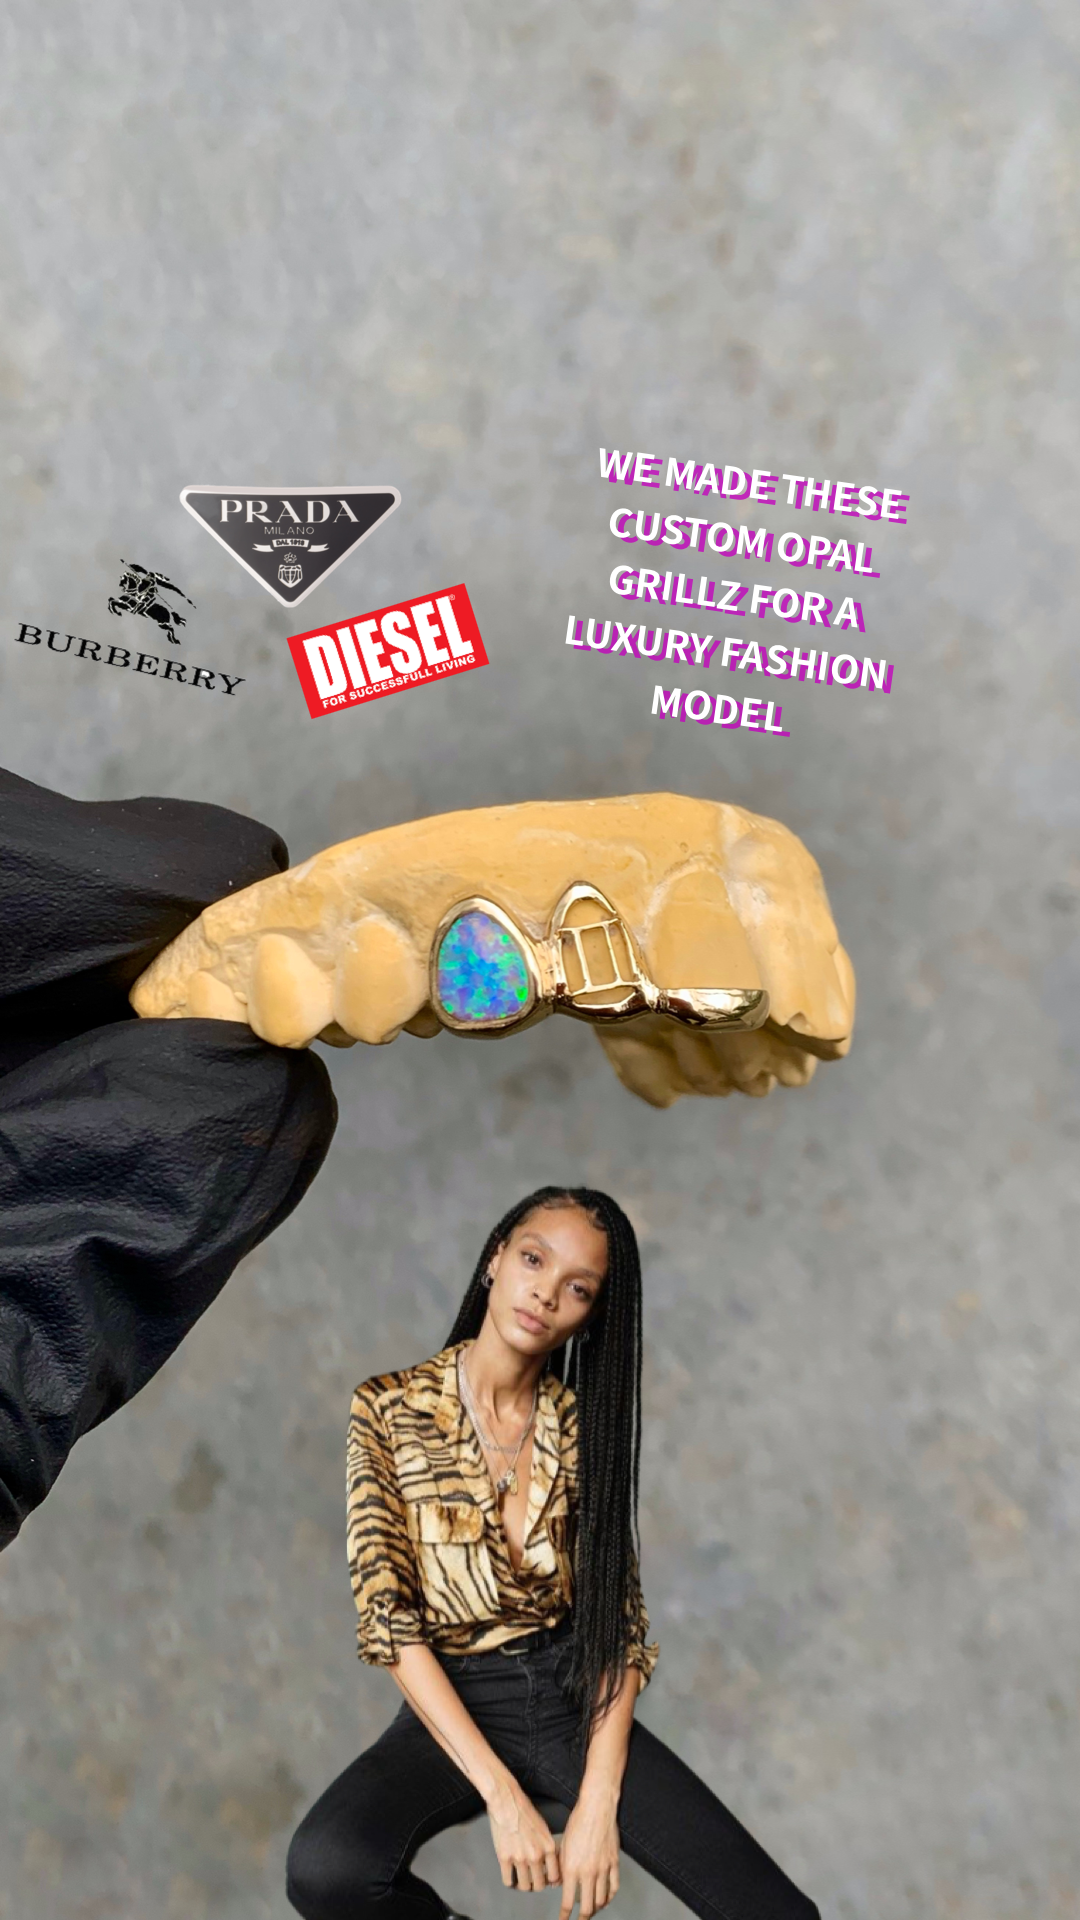 PRADA
MILANO
DAL 1913
BURBERRY
DIESEL®
FOR SUCCESSFULL LIVING
WE MADE THESE
CUSTOM OPAL
GRILLZ FOR A
LUXURY FASHION
MODEL